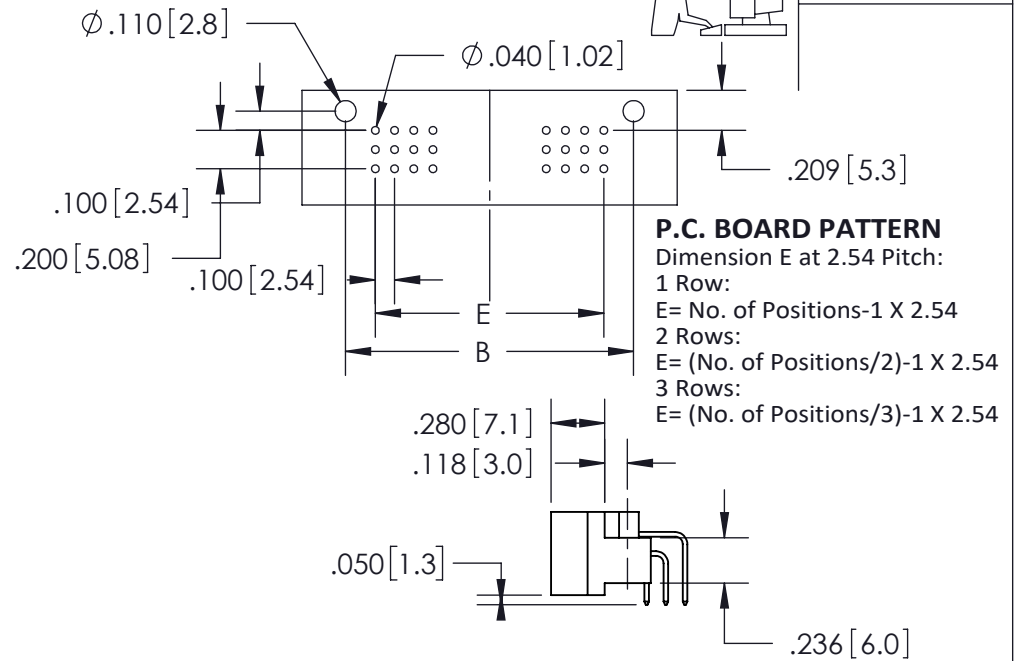 ∅.110[2.8]
∅.040[1.02]
.209[5.3]
.100[2.54]
.200[5.08]
.100[2.54]
E
B
P.C. BOARD PATTERN
Dimension E at 2.54 Pitch:
1 Row:
E= No. of Positions-1 X 2.54
2 Rows:
E= (No. of Positions/2)-1 X 2.54
3 Rows:
E= (No. of Positions/3)-1 X 2.54
.280[7.1]
.118[3.0]
.050[1.3]
.236[6.0]